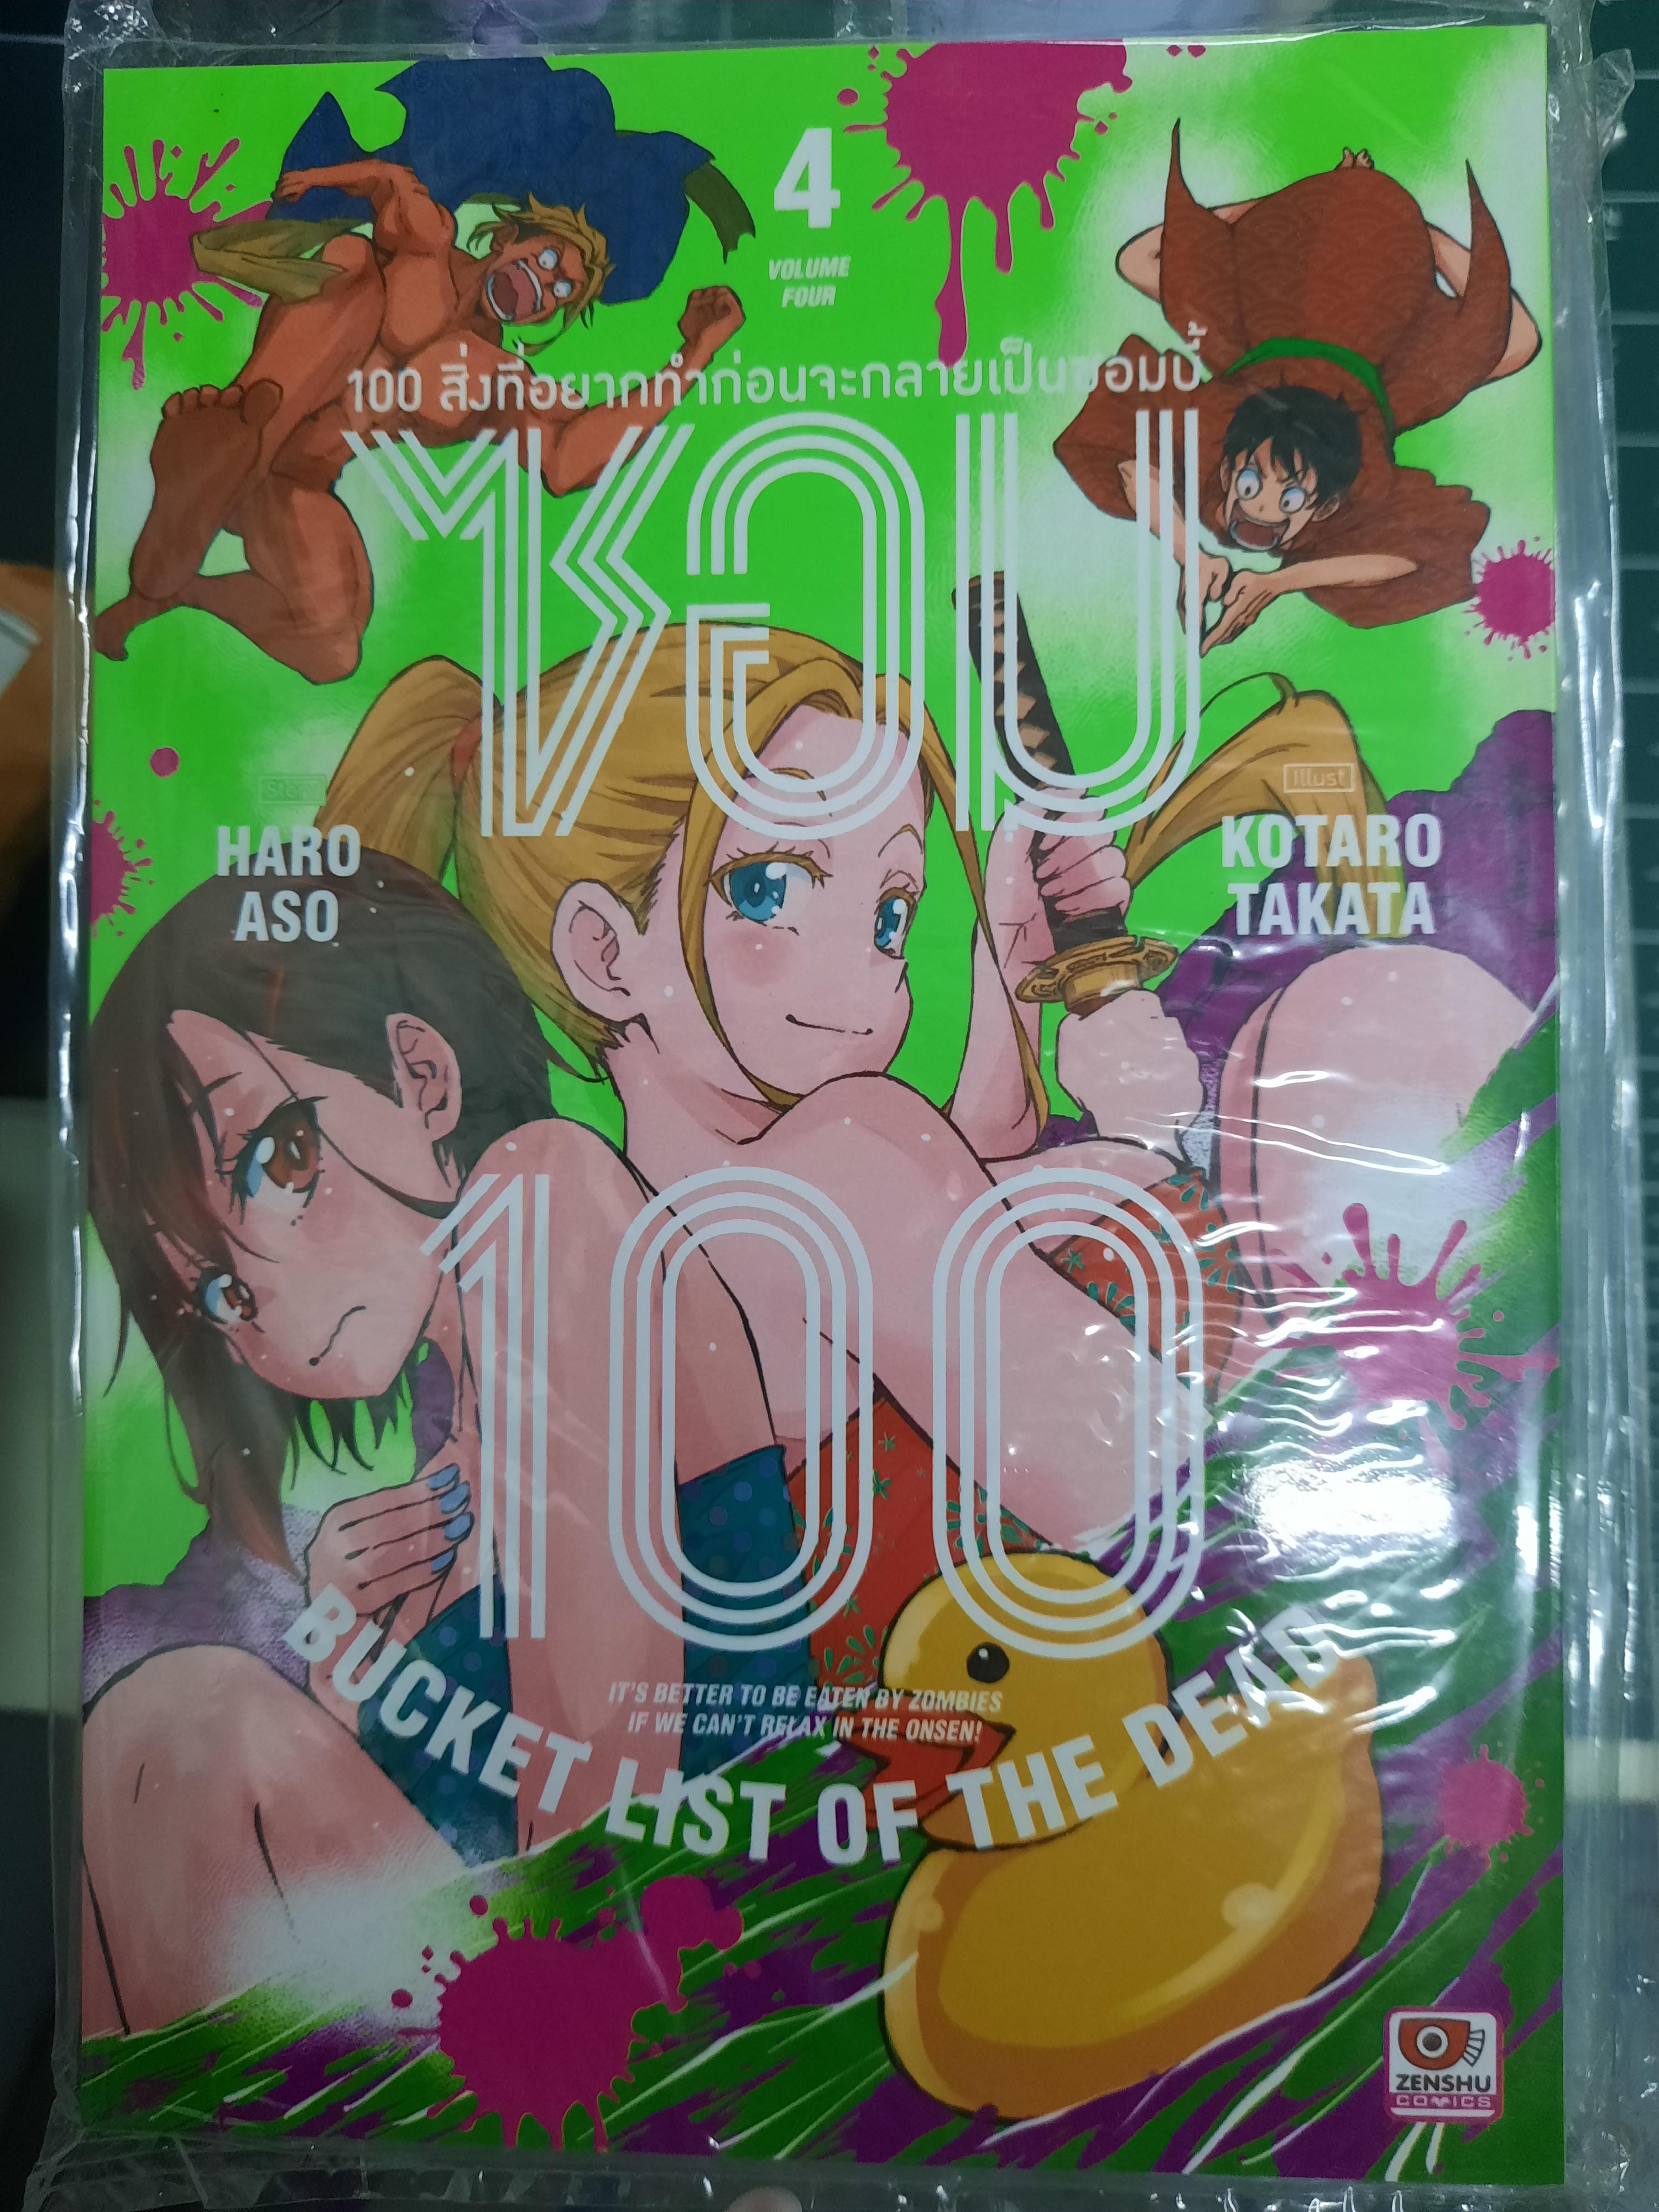 4
VOLUME
FOUR
100 สิ่งที่อยากทำก่อนจะกลายเป็นซอมบี้
ซอม
100
Story
HARO
ASO
Illust
KOTARO
TAKATA
BUCKET LIST OF THE DEAD
IT'S BETTER TO BE EATEN BY ZOMBIES
IF WE CAN'T RELAX IN THE ONSEN!
ZENSHU
COMICS